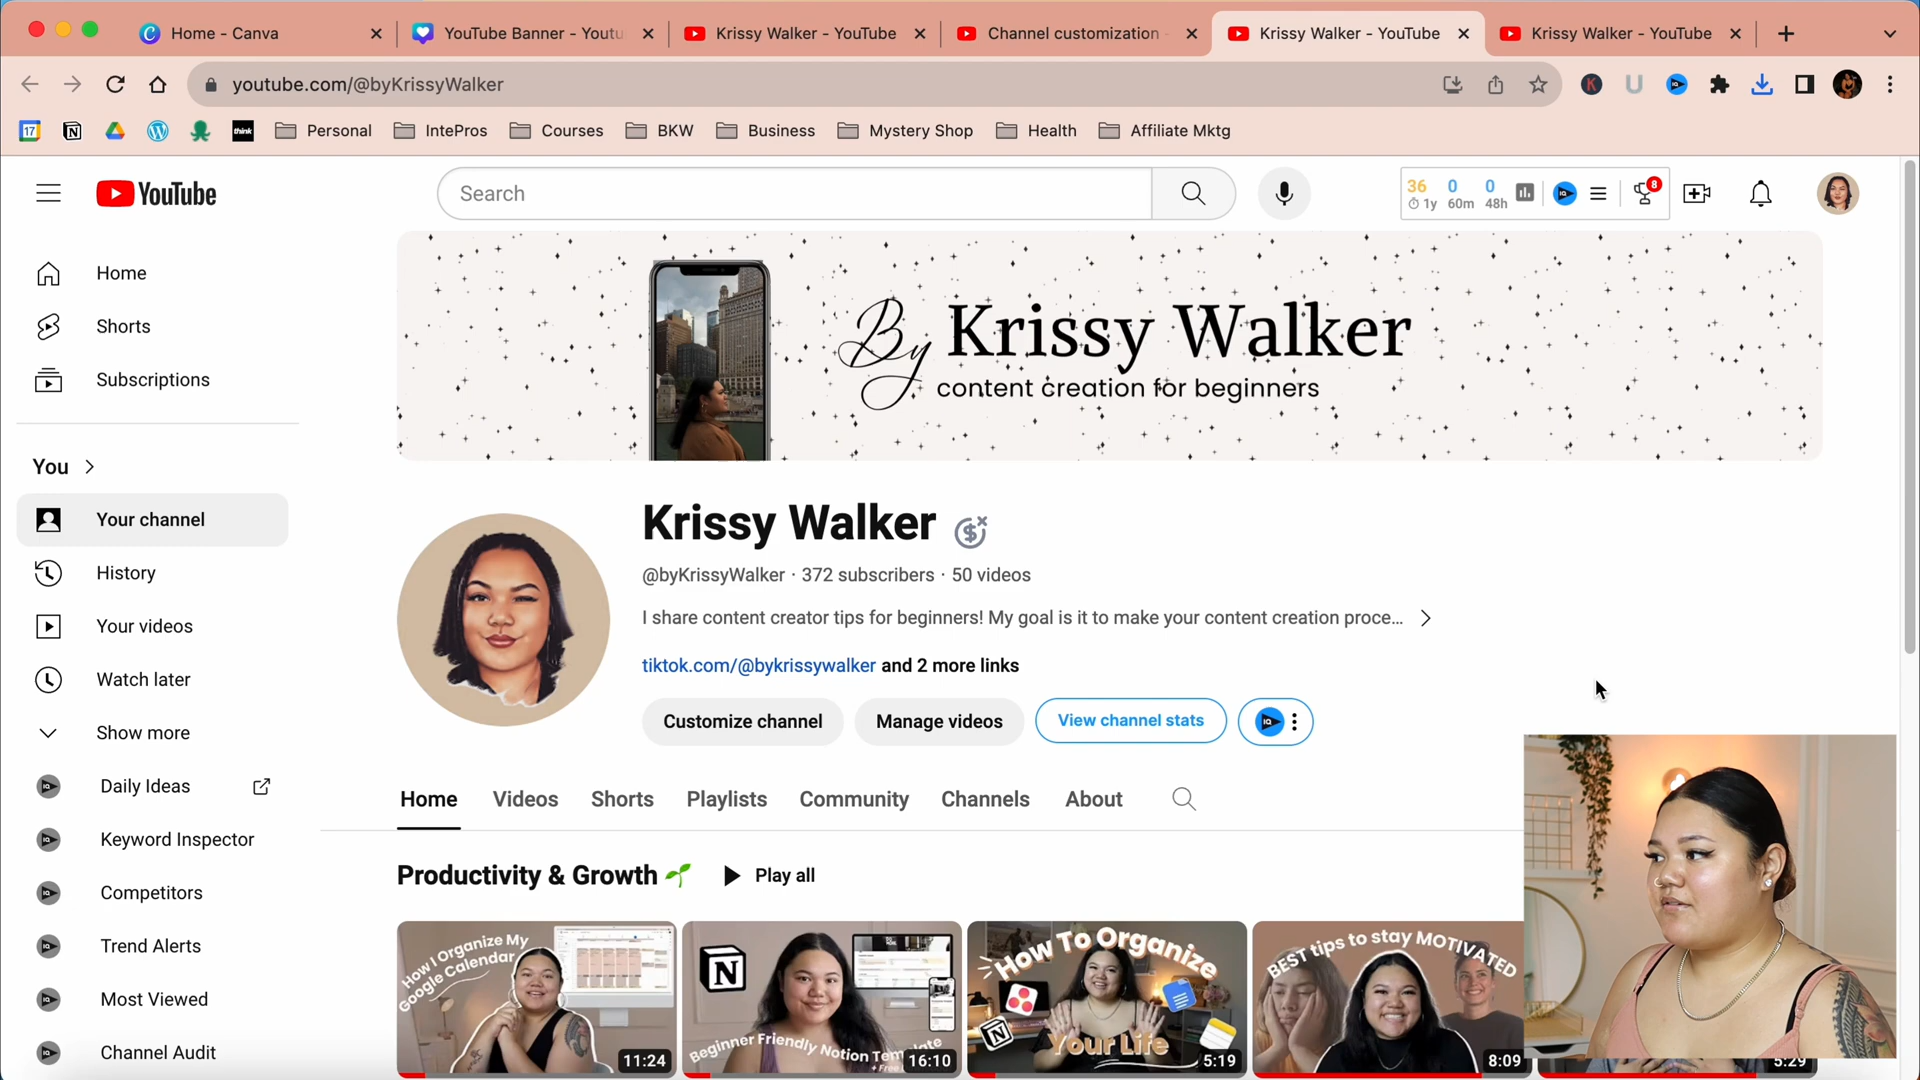 Home - Canva
YouTube Banner - Youtu
Krissy Walker - YouTube
Channel customization -
Krissy Walker - YouTube
Krissy Walker - YouTube
youtube.com/@byKrissyWalker
K
U
17
think
Personal
IntePros
Courses
BKW
Business
Mystery Shop
Health
Affiliate Mktg
YouTube
Search
36
1y
0
60m
0
48h
8
By Krissy Walker
content creation for beginners
Home
Shorts
Subscriptions
You
Your channel
History
Your videos
Watch later
Show more
Daily Ideas
Keyword Inspector
Competitors
Trend Alerts
Most Viewed
Channel Audit
Krissy Walker
@byKrissyWalker · 372 subscribers · 50 videos
I share content creator tips for beginners! My goal is it to make your content creation proce...
tiktok.com/@bykrissywalker and 2 more links
Customize channel
Manage videos
View channel stats
Home
Videos
Shorts
Playlists
Community
Channels
About
Productivity & Growth
Play all
How I Organize My
Google Calendar
11:24
N
Beginner Friendly Notion Template
16:10
How To Organize
Your Life
5:19
BEST tips to stay MOTIVATED
8:09
5:29